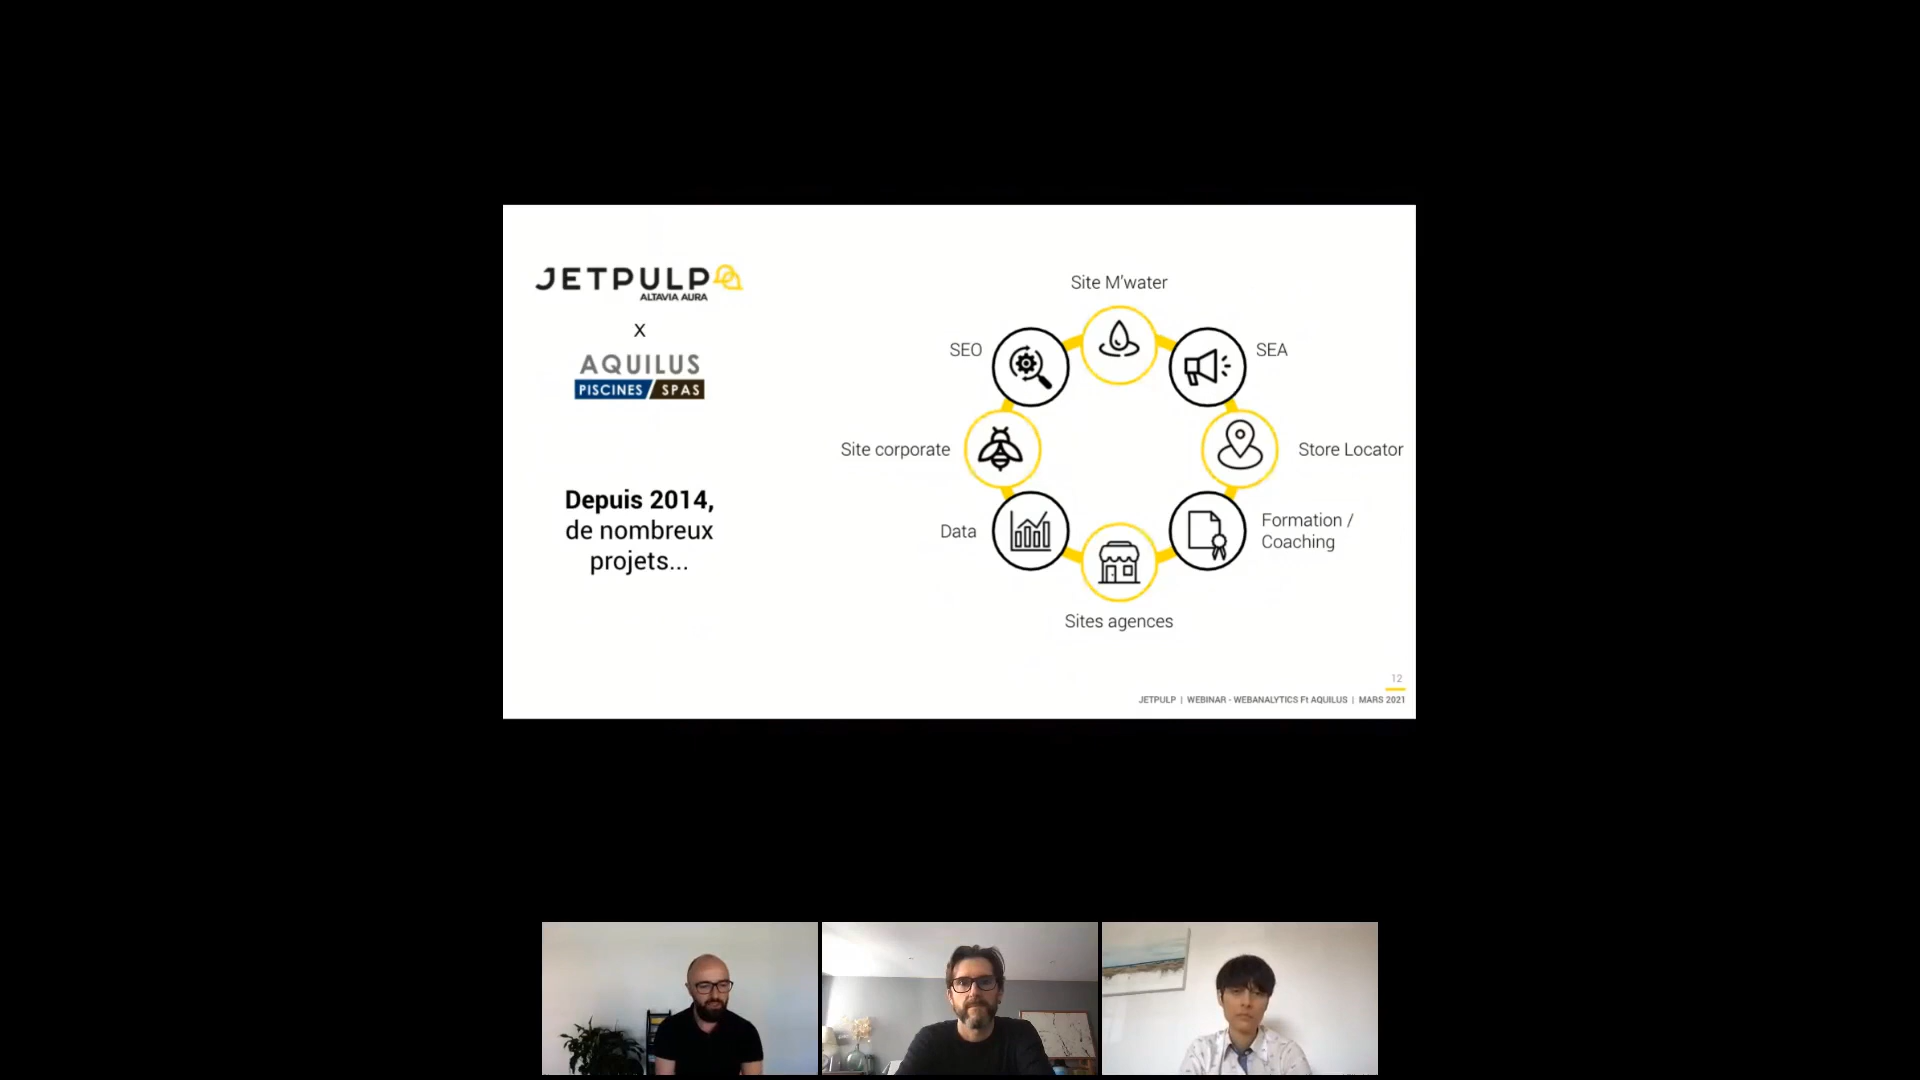 JETPULP
ALTAVIA AURA
x
AQUILUS
PISCINES / SPAS
Depuis 2014,
de nombreux
projets...
Site M'water
SEO
SEA
Site corporate
Store Locator
Data
Formation /
Coaching
Sites agences
12
JETPULP | WEBINAR - WEBANALYTICS Ft AQUILUS | MARS 2021